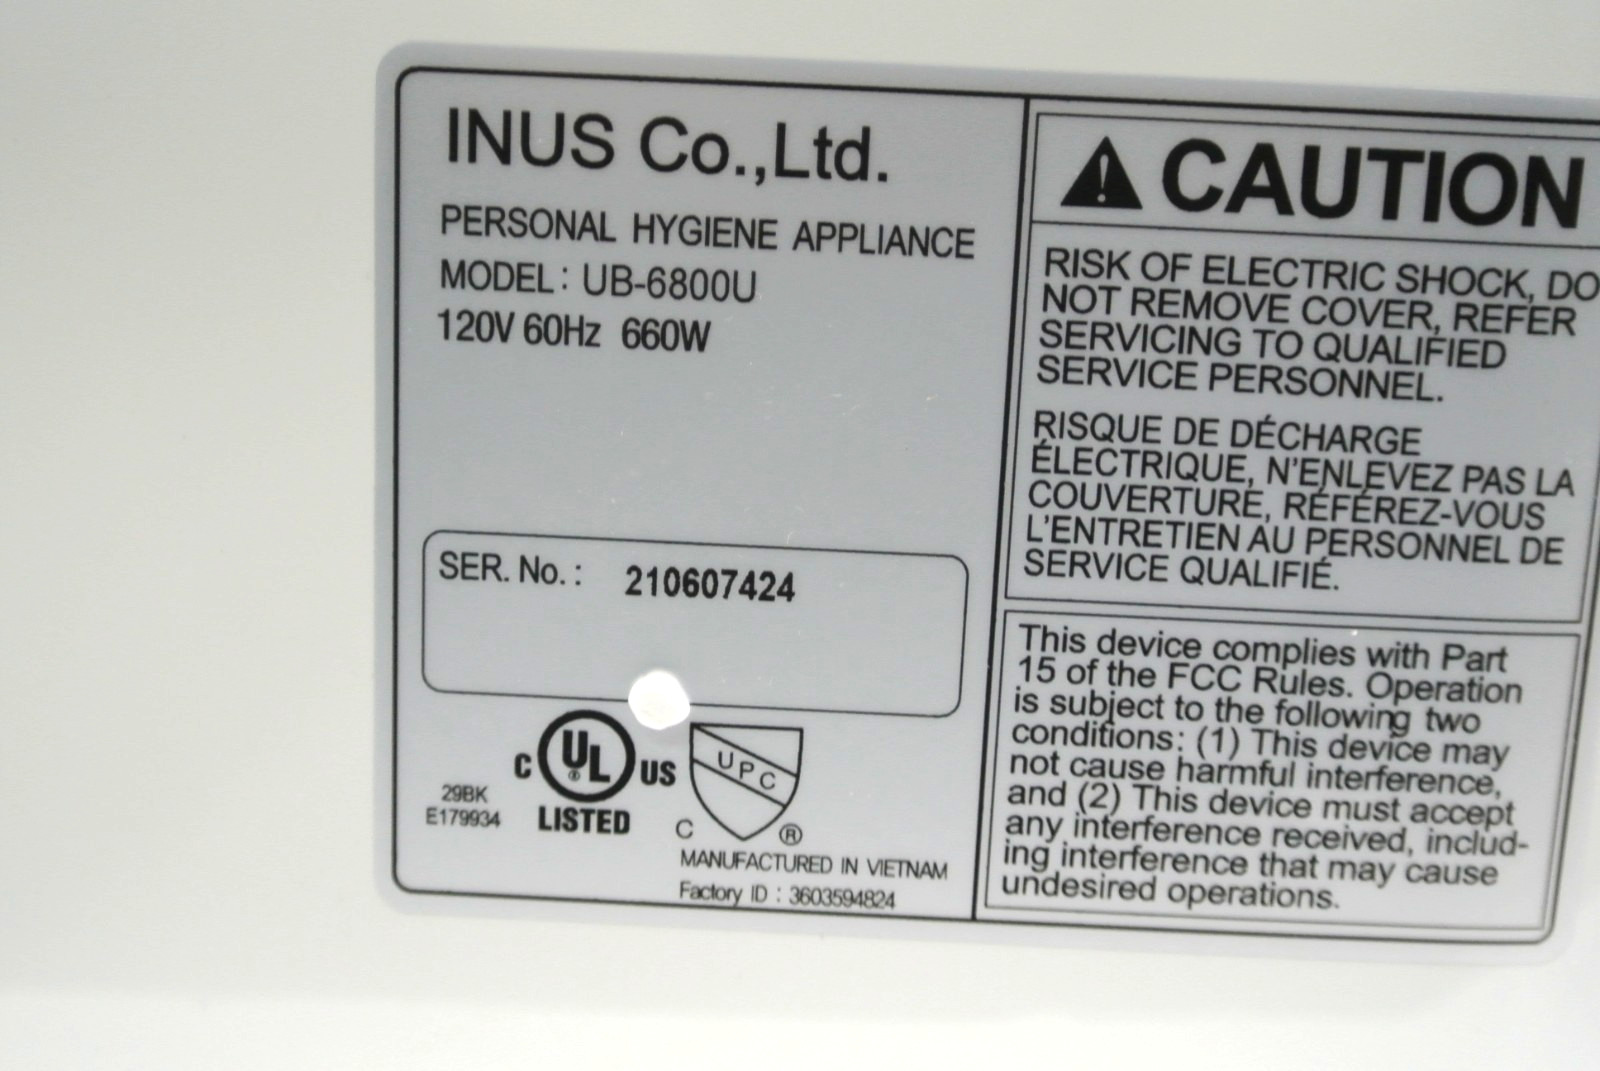 INUS Co.,Ltd.
PERSONAL HYGIENE APPLIANCE
MODEL : UB-6800U
120V 60Hz 660W
SER. No. : 210607424
C UL ® US
LISTED
29BK
E179934
UPC
C ®
MANUFACTURED IN VIETNAM
Factory ID : 3603594824
CAUTION
RISK OF ELECTRIC SHOCK, DO
NOT REMOVE COVER, REFER
SERVICING TO QUALIFIED
SERVICE PERSONNEL.
RISQUE DE DÉCHARGE
ÉLECTRIQUE, N'ENLEVEZ PAS LA
COUVERTURE, RÉFÉREZ-VOUS
L'ENTRETIEN AU PERSONNEL DE
SERVICE QUALIFIÉ.
This device complies with Part
15 of the FCC Rules. Operation
is subject to the following two
conditions: (1) This device may
not cause harmful interference,
and (2) This device must accept
any interference received, includ-
ing interference that may cause
undesired operations.